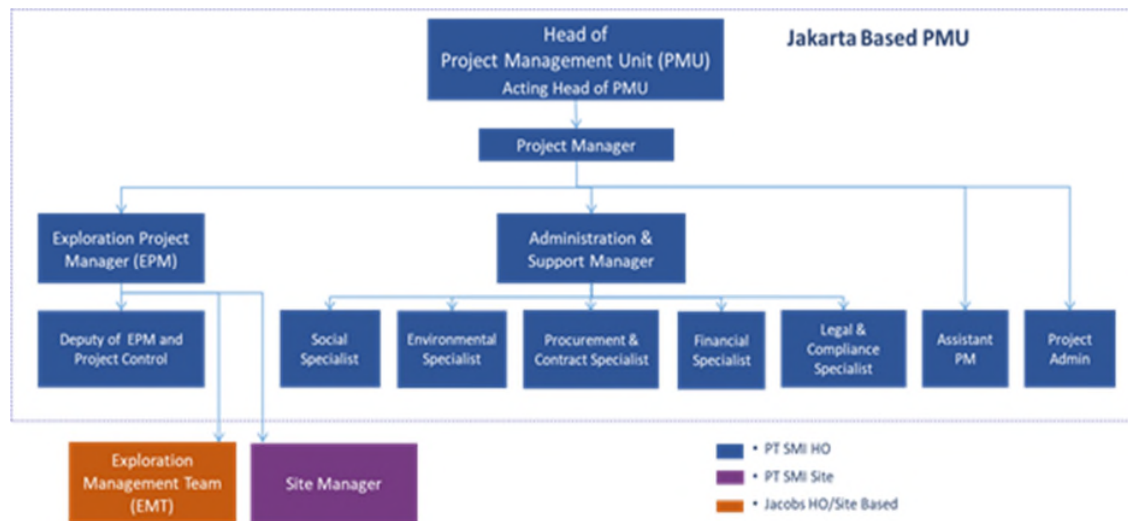 Head of
Project Management Unit (PMU)
Acting Head of PMU
Jakarta Based PMU
Project Manager
Exploration Project
Manager (EPM)
Administration &
Support Manager
Deputy of EPM and
Project Control
Social
Specialist
Environmental
Specialist
Procurement &
Contract Specialist
Financial
Specialist
Legal &
Compliance
Specialist
Assistant
PM
Project
Admin
Exploration
Management Team
(EMT)
Site Manager
• PT SMI HO
• PT SMI Site
• Jacobs HO/Site Based